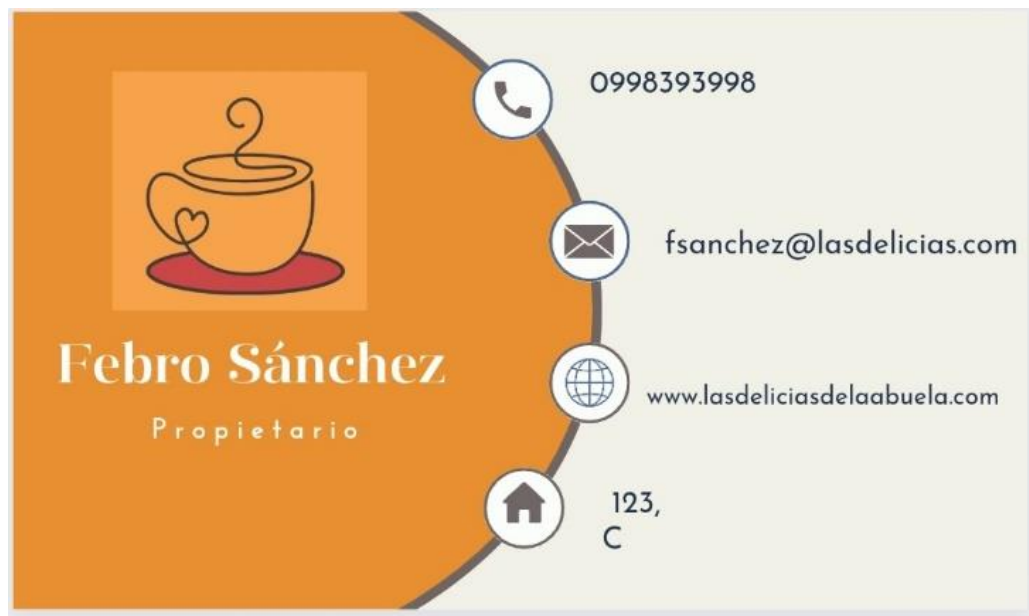 Febro Sánchez
Propietario
0998393998
fsanchez@lasdelicias.com
www.lasdeliciasdelaabuela.com
123,
C